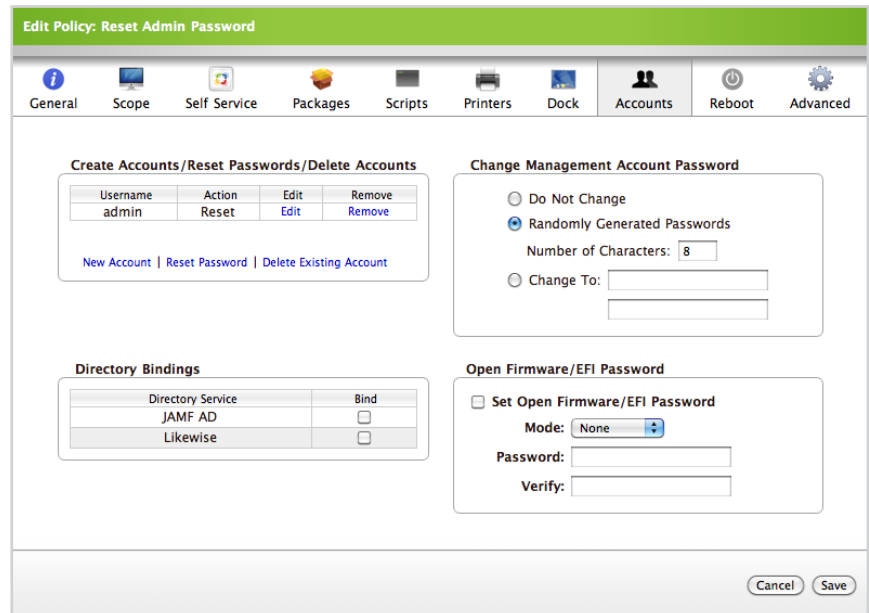 Edit Policy: Reset Admin Password
General Scope Self Service Packages Scripts Printers Dock Accounts Reboot Advanced
Create Accounts/Reset Passwords/Delete Accounts
Username Action Edit Remove
admin Reset Edit Remove
New Account | Reset Password | Delete Existing Account
Change Management Account Password
Do Not Change
Randomly Generated Passwords
Number of Characters: 8
Change To:
Directory Bindings
Directory Service Bind
JAMF AD
Likewise
Open Firmware/EFI Password
Set Open Firmware/EFI Password
Mode: None
Password:
Verify:
Cancel Save